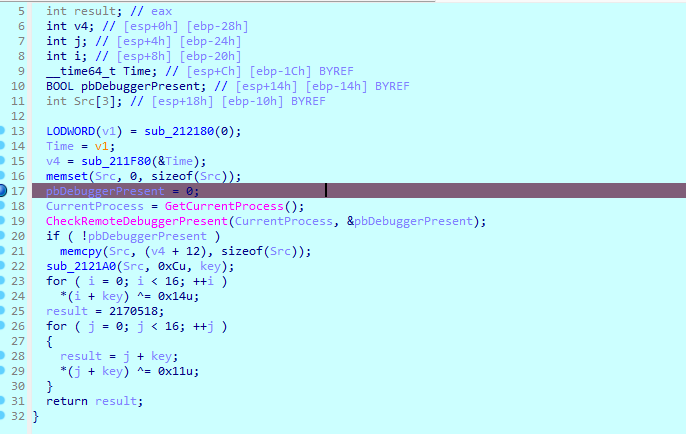 5 int result; // eax
6 int v4; // [esp+0h] [ebp-28h]
7 int j; // [esp+4h] [ebp-24h]
8 int i; // [esp+8h] [ebp-20h]
9 __time64_t Time; // [esp+Ch] [ebp-1Ch] BYREF
10 BOOL pbDebuggerPresent; // [esp+14h] [ebp-14h] BYREF
11 int Src[3]; // [esp+18h] [ebp-10h] BYREF
12
13 LODWORD(v1) = sub_212180(0);
14 Time = v1;
15 v4 = sub_211F80(&Time);
16 memset(Src, 0, sizeof(Src));
17 pbDebuggerPresent = 0;
18 CurrentProcess = GetCurrentProcess();
19 CheckRemoteDebuggerPresent(CurrentProcess, &pbDebuggerPresent);
20 if ( !pbDebuggerPresent )
21 memcpy(Src, (v4 + 12), sizeof(Src));
22 sub_2121A0(Src, 0xCu, key);
23 for ( i = 0; i < 16; ++i )
24 *(i + key) ^= 0x14u;
25 result = 2170518;
26 for ( j = 0; j < 16; ++j )
27 {
28 result = j + key;
29 *(j + key) ^= 0x11u;
30 }
31 return result;
32 }